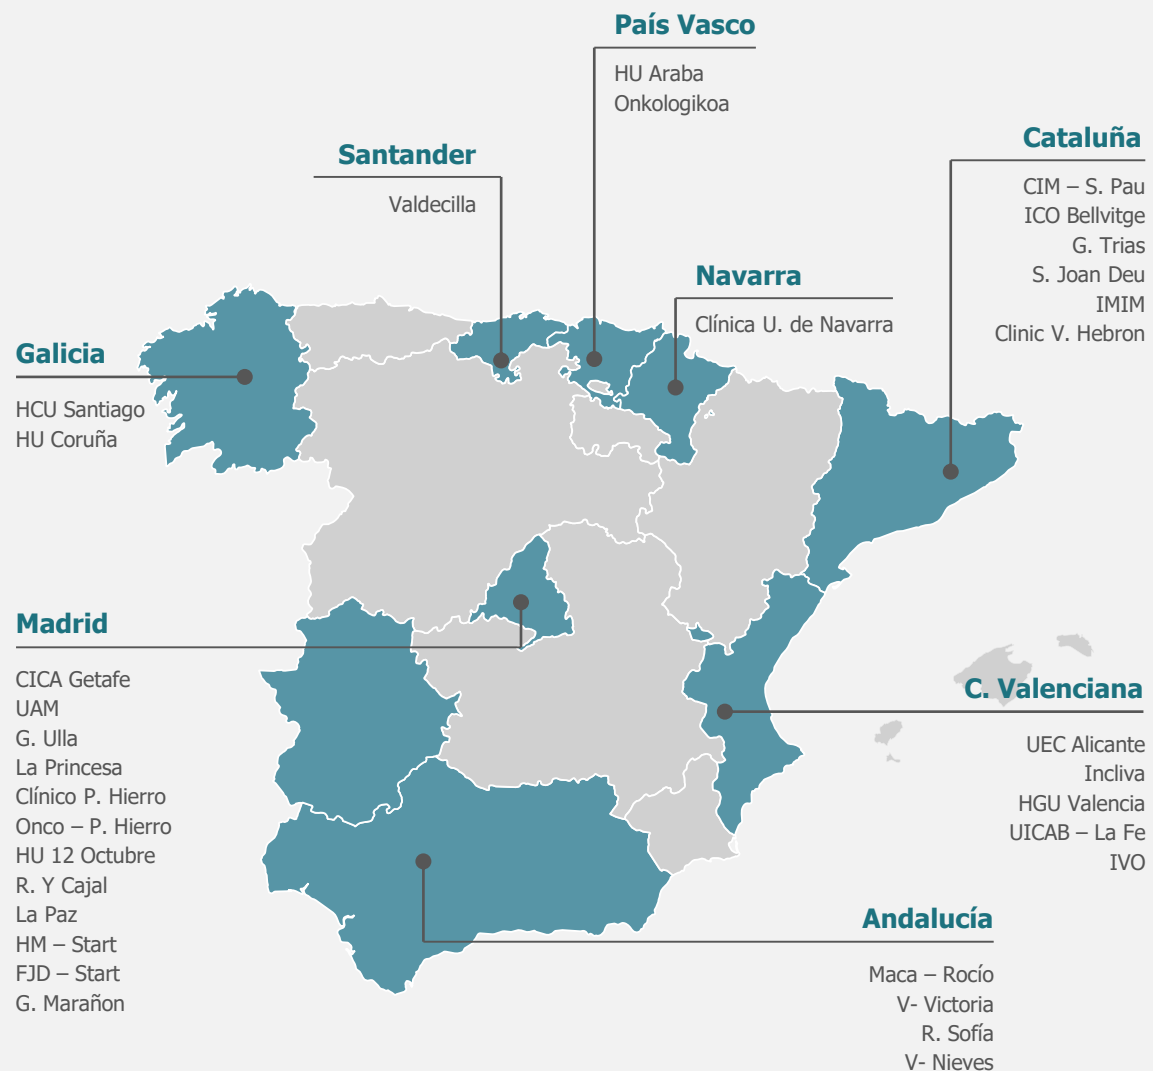 País Vasco
HU Araba
Onkologikoa
Santander
Valdecilla
Cataluña
CIM – S. Pau
ICO Bellvitge
G. Trias
S. Joan Deu
IMIM
Clinic V. Hebron
Navarra
Clínica U. de Navarra
Galicia
HCU Santiago
HU Coruña
Madrid
CICA Getafe
UAM
G. Ulla
La Princesa
Clínico P. Hierro
Onco – P. Hierro
HU 12 Octubre
R. Y Cajal
La Paz
HM – Start
FJD – Start
G. Marañon
C. Valenciana
UEC Alicante
Incliva
HGU Valencia
UICAB – La Fe
IVO
Andalucía
Maca – Rocío
V- Victoria
R. Sofía
V- Nieves